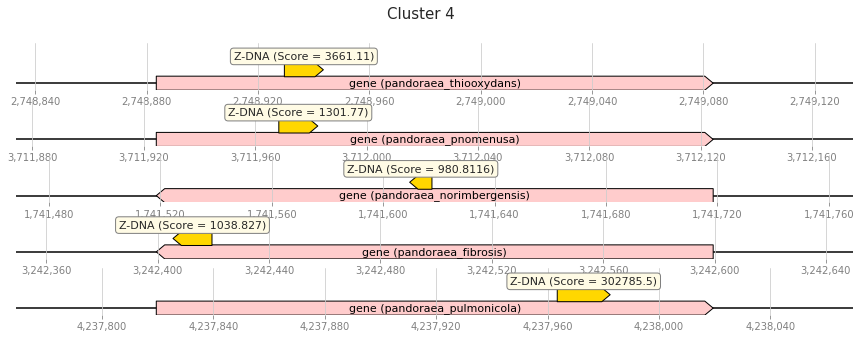 Cluster 4
Z-DNA (Score = 3661.11)
gene (pandoraea_thiooxydans)
2,748,840 2,748,880 2,748,920 2,748,960 2,749,000 2,749,040 2,749,080 2,749,120
Z-DNA (Score = 1301.77)
gene (pandoraea_pnomenusa)
3,711,880 3,711,920 3,711,960 3,712,000 3,712,040 3,712,080 3,712,120 3,712,160
Z-DNA (Score = 980.8116)
gene (pandoraea_norimbergensis)
1,741,480 1,741,520 1,741,560 1,741,600 1,741,640 1,741,680 1,741,720 1,741,760
Z-DNA (Score = 1038.827)
gene (pandoraea_fibrosis)
3,242,360 3,242,400 3,242,440 3,242,480 3,242,520 3,242,560 3,242,600 3,242,640
Z-DNA (Score = 302785.5)
gene (pandoraea_pulmonicola)
4,237,800 4,237,840 4,237,880 4,237,920 4,237,960 4,238,000 4,238,040